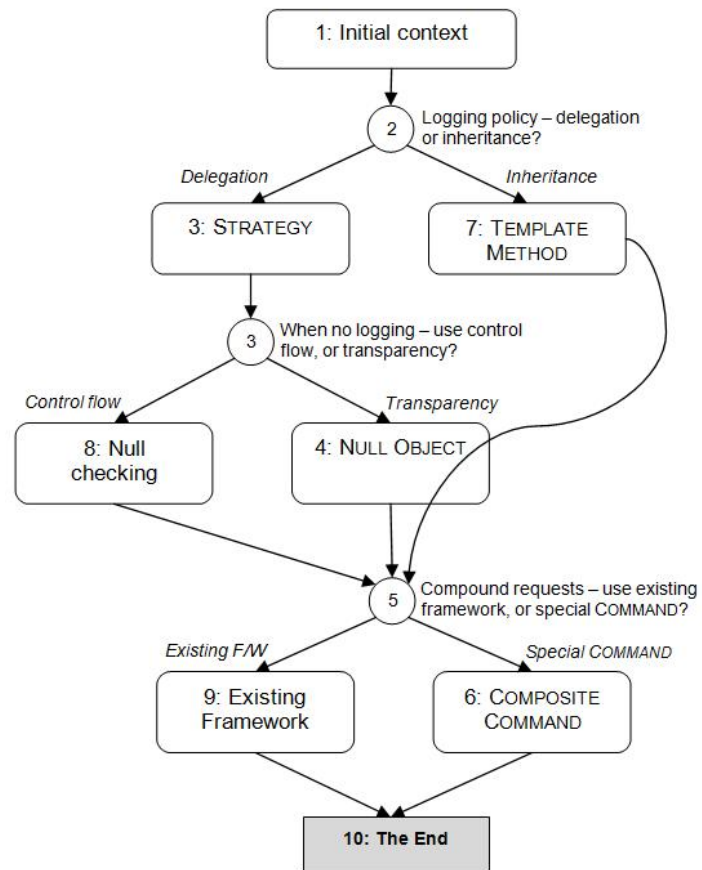 1: Initial context
2
Logging policy – delegation
or inheritance?
Delegation
Inheritance
3: STRATEGY
7: TEMPLATE
METHOD
3
When no logging – use control
flow, or transparency?
Control flow
Transparency
8: Null
checking
4: NULL OBJECT
5
Compound requests – use existing
framework, or special COMMAND?
Existing F/W
Special COMMAND
9: Existing
Framework
6: COMPOSITE
COMMAND
10: The End